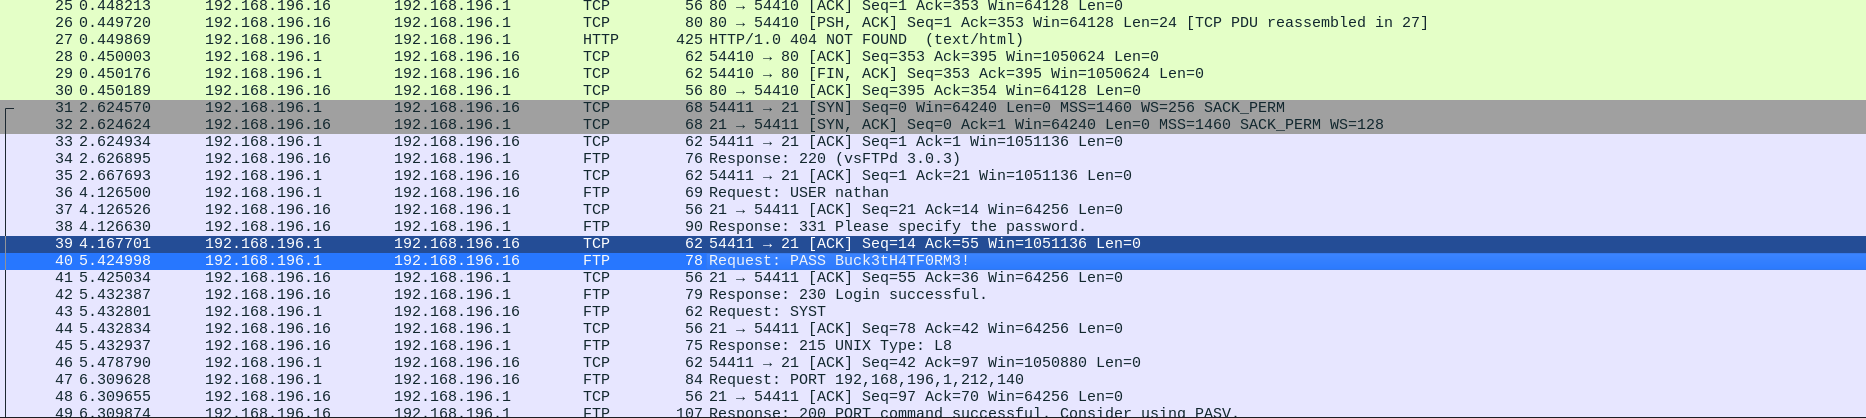 25 0.448213 192.168.196.16 192.168.196.1 TCP 56 80 → 54410 [ACK] Seq=1 Ack=353 Win=64128 Len=0
26 0.449720 192.168.196.16 192.168.196.1 TCP 80 80 → 54410 [PSH, ACK] Seq=1 Ack=353 Win=64128 Len=24 [TCP PDU reassembled in 27]
27 0.449869 192.168.196.16 192.168.196.1 HTTP 425 HTTP/1.0 404 NOT FOUND  (text/html)
28 0.450003 192.168.196.1 192.168.196.16 TCP 62 54410 → 80 [ACK] Seq=353 Ack=395 Win=1050624 Len=0
29 0.450176 192.168.196.1 192.168.196.16 TCP 62 54410 → 80 [FIN, ACK] Seq=353 Ack=395 Win=1050624 Len=0
30 0.450189 192.168.196.16 192.168.196.1 TCP 56 80 → 54410 [ACK] Seq=395 Ack=354 Win=64128 Len=0
31 2.624570 192.168.196.1 192.168.196.16 TCP 68 54411 → 21 [SYN] Seq=0 Win=64240 Len=0 MSS=1460 WS=256 SACK_PERM
32 2.624624 192.168.196.16 192.168.196.1 TCP 68 21 → 54411 [SYN, ACK] Seq=0 Ack=1 Win=64240 Len=0 MSS=1460 SACK_PERM WS=128
33 2.624934 192.168.196.1 192.168.196.16 TCP 62 54411 → 21 [ACK] Seq=1 Ack=1 Win=1051136 Len=0
34 2.626895 192.168.196.16 192.168.196.1 FTP 76 Response: 220 (vsFTPd 3.0.3)
35 2.667693 192.168.196.1 192.168.196.16 TCP 62 54411 → 21 [ACK] Seq=1 Ack=21 Win=1051136 Len=0
36 4.126500 192.168.196.1 192.168.196.16 FTP 69 Request: USER nathan
37 4.126526 192.168.196.16 192.168.196.1 TCP 56 21 → 54411 [ACK] Seq=21 Ack=14 Win=64256 Len=0
38 4.126630 192.168.196.16 192.168.196.1 FTP 90 Response: 331 Please specify the password.
39 4.167701 192.168.196.1 192.168.196.16 TCP 62 54411 → 21 [ACK] Seq=14 Ack=55 Win=1051136 Len=0
40 5.424998 192.168.196.1 192.168.196.16 FTP 78 Request: PASS Buck3tH4TF0RM3!
41 5.425034 192.168.196.16 192.168.196.1 TCP 56 21 → 54411 [ACK] Seq=55 Ack=36 Win=64256 Len=0
42 5.432387 192.168.196.16 192.168.196.1 FTP 79 Response: 230 Login successful.
43 5.432801 192.168.196.1 192.168.196.16 FTP 62 Request: SYST
44 5.432834 192.168.196.16 192.168.196.1 TCP 56 21 → 54411 [ACK] Seq=78 Ack=42 Win=64256 Len=0
45 5.432937 192.168.196.16 192.168.196.1 FTP 75 Response: 215 UNIX Type: L8
46 5.478790 192.168.196.1 192.168.196.16 TCP 62 54411 → 21 [ACK] Seq=42 Ack=97 Win=1050880 Len=0
47 6.309628 192.168.196.1 192.168.196.16 FTP 84 Request: PORT 192,168,196,1,212,140
48 6.309655 192.168.196.16 192.168.196.1 TCP 56 21 → 54411 [ACK] Seq=97 Ack=70 Win=64256 Len=0
49 6.309874 192.168.196.16 192.168.196.1 FTP 107 Response: 200 PORT command successful. Consider using PASV.